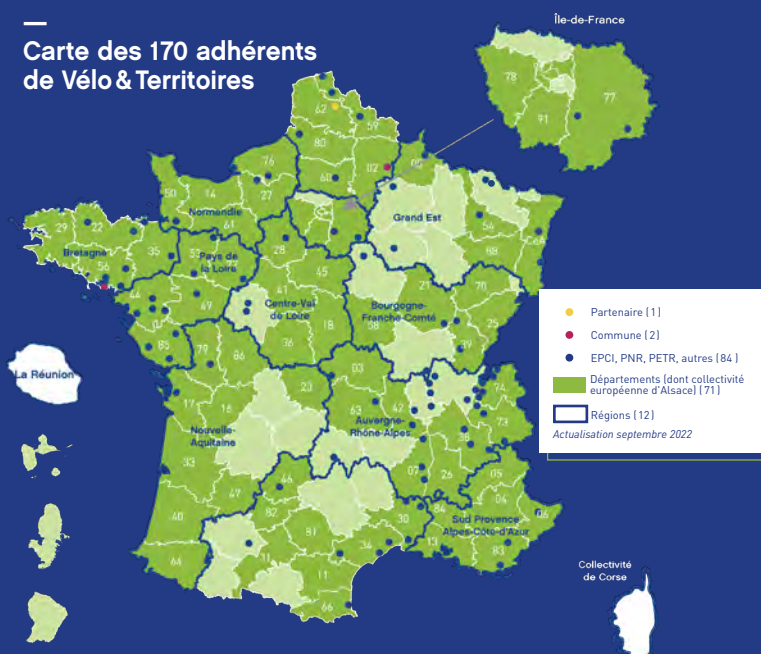 Carte des 170 adhérents
de Vélo & Territoires
Île-de-France
78
77
91
62
59
80
76
60
02
08
50
14
27
Normandie
61
Grand Est
54
88
CeA
29
22
Bretagne
35
56
53
72
Pays de
la Loire
28
45
41
44
49
Centre-Val
de Loire
18
36
Bourgogne-
Franche-Comté
21
70
58
25
39
85
79
86
La Réunion
03
23
17
16
63
42
Auvergne-
Rhône-Alpes
74
73
38
Nouvelle-
Aquitaine
33
07
26
05
46
47
04
40
82
81
30
84
06
Sud Provence
Alpes-Côte-d'Azur
34
13
83
64
31
11
66
Partenaire (1)
Commune (2)
EPCI, PNR, PETR, autres (84)
Départements (dont collectivité
européenne d'Alsace) (71)
Régions (12)
Actualisation septembre 2022
Collectivité
de Corse